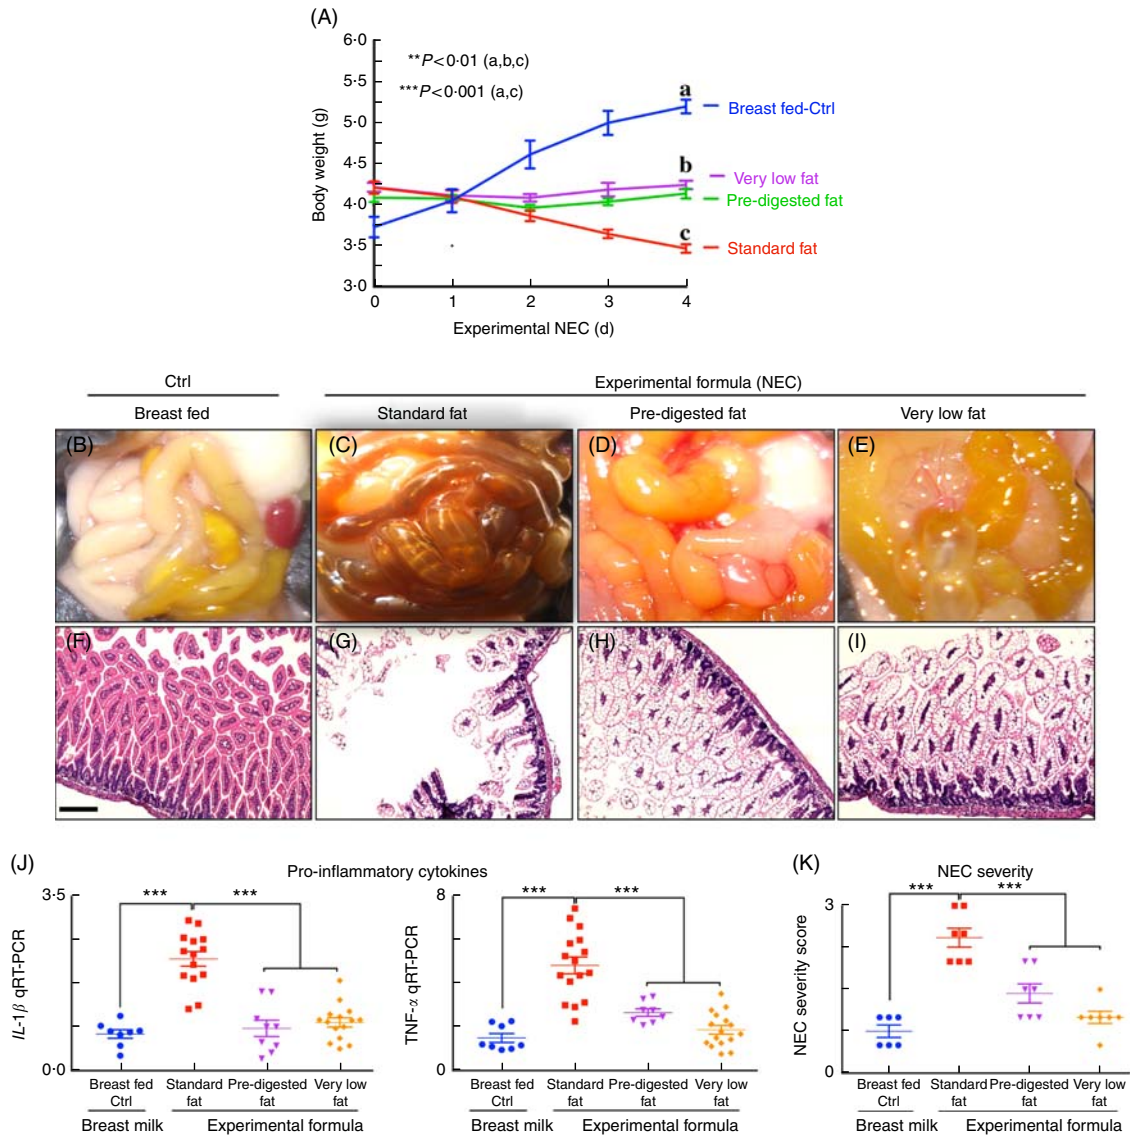 (A)
6·0
5·5
5·0
4·5
4·0
3·5
3·0
Body weight (g)
**P<0·01 (a,b,c)
***P<0·001 (a,c)
a
b
c
Breast fed-Ctrl
Very low fat
Pre-digested fat
Standard fat
0 1 2 3 4
Experimental NEC (d)
Ctrl
Experimental formula (NEC)
Breast fed
Standard fat
Pre-digested fat
Very low fat
(B)
(C)
(D)
(E)
(F)
(G)
(H)
(I)
(J)
Pro-inflammatory cytokines
3·5
0·0
IL-1β qRT-PCR
***
***
Breast fed Ctrl
Standard fat
Pre-digested fat
Very low fat
Breast milk
Experimental formula
8
4
0
TNF-α qRT-PCR
***
***
Breast fed Ctrl
Standard fat
Pre-digested fat
Very low fat
Breast milk
Experimental formula
(K)
NEC severity
3
0
NEC severity score
***
***
Breast fed Ctrl
Standard fat
Pre-digested fat
Very low fat
Breast milk
Experimental formula